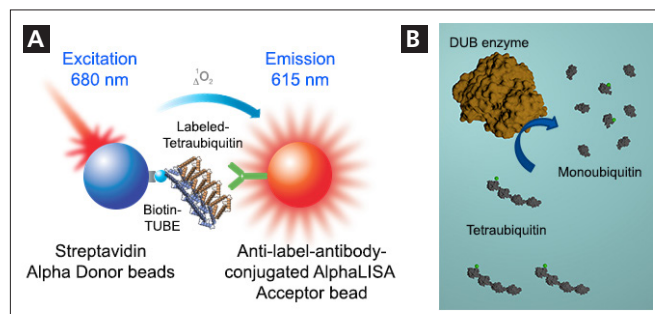 A
Excitation
680 nm
¹O₂
Δ
Emission
615 nm
Labeled-
Tetraubiquitin
Biotin-
TUBE
Streptavidin
Alpha Donor beads
Anti-label-antibody-
conjugated AlphaLISA
Acceptor bead
B
DUB enzyme
Monoubiquitin
Tetraubiquitin